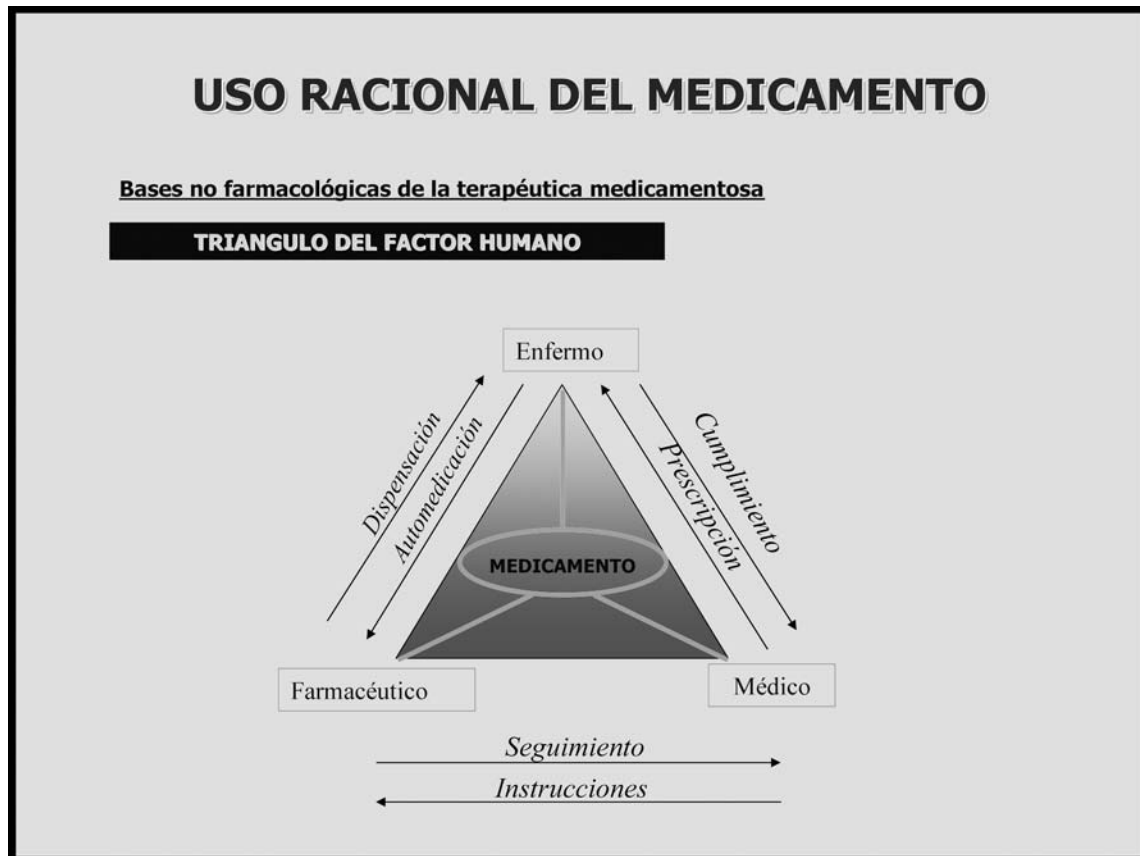 USO RACIONAL DEL MEDICAMENTO
Bases no farmacológicas de la terapéutica medicamentosa
TRIANGULO DEL FACTOR HUMANO
Enfermo
Dispensación
Automedicación
Cumplimiento
Prescripción
MEDICAMENTO
Farmacéutico
Médico
Seguimiento
Instrucciones